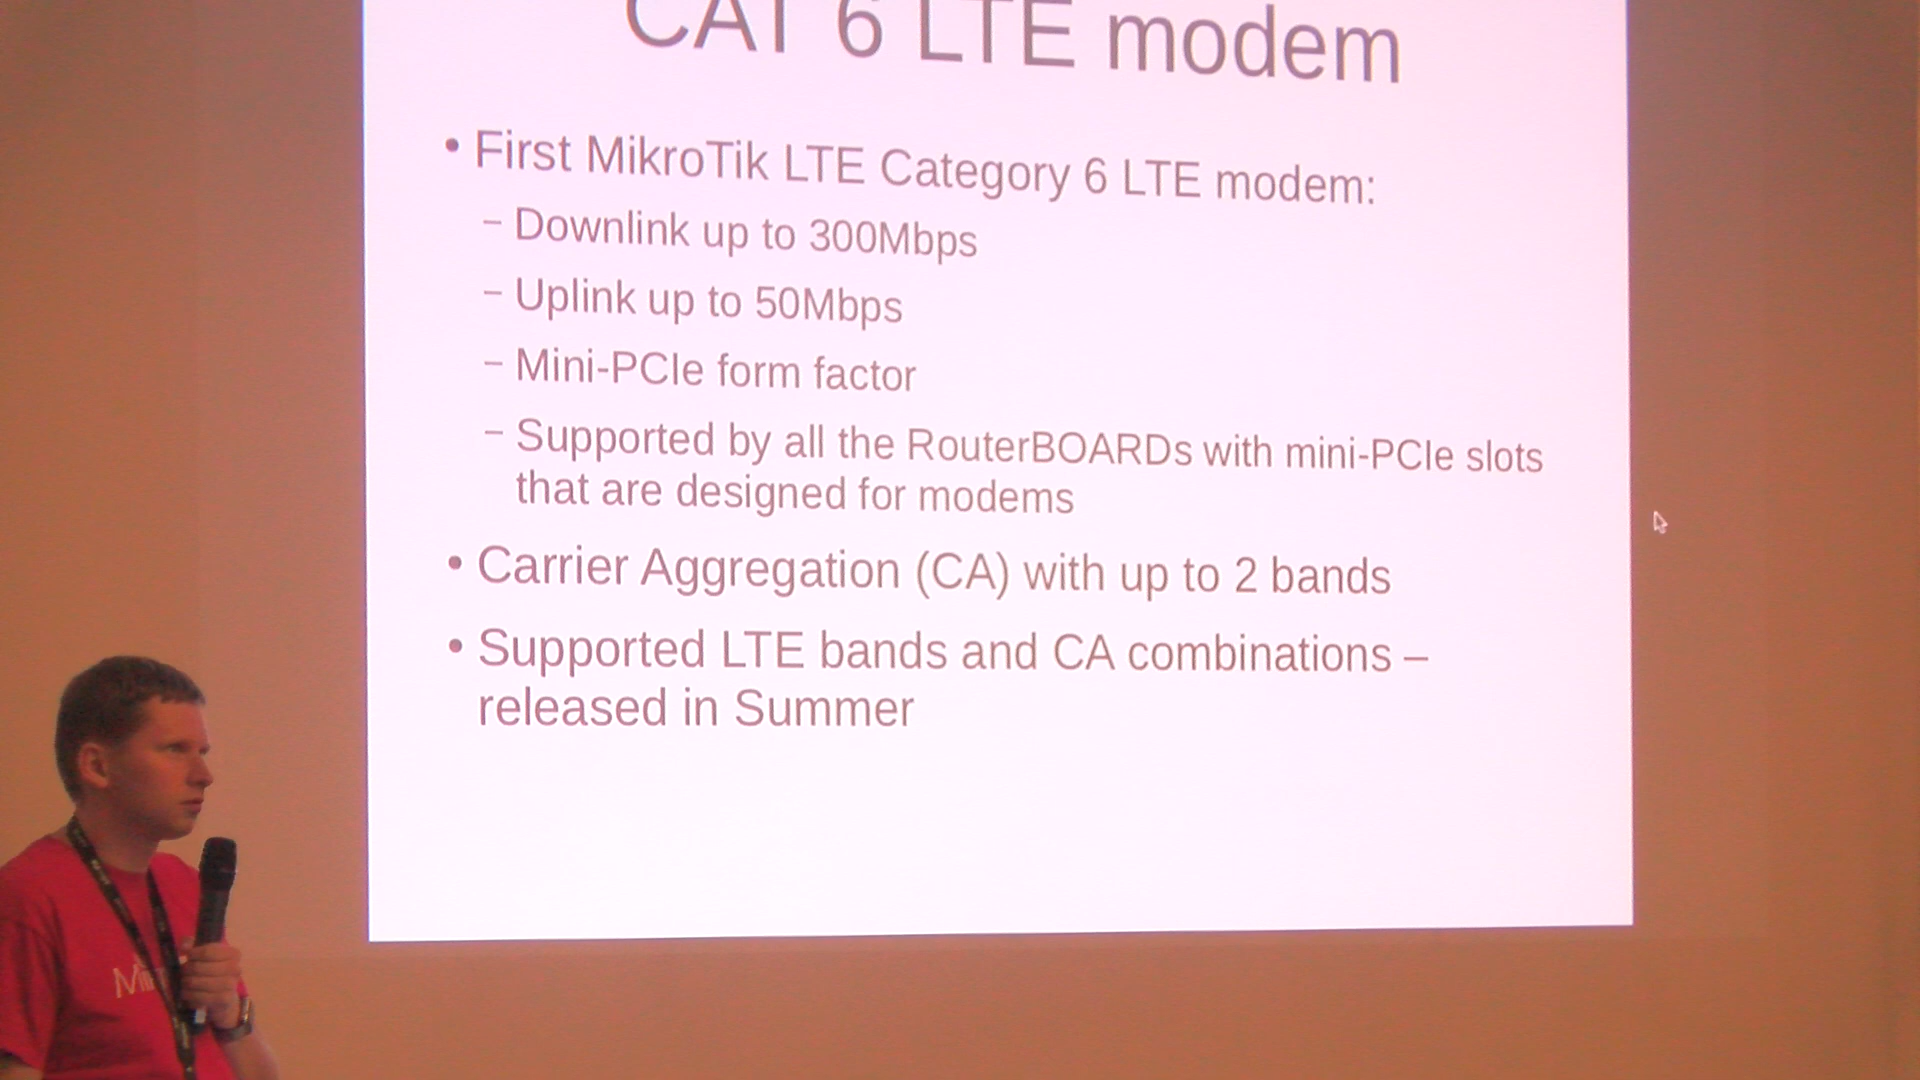 CAT 6 LTE modem
• First MikroTik LTE Category 6 LTE modem:
– Downlink up to 300Mbps
– Uplink up to 50Mbps
– Mini-PCIe form factor
– Supported by all the RouterBOARDs with mini-PCIe slots
that are designed for modems
• Carrier Aggregation (CA) with up to 2 bands
• Supported LTE bands and CA combinations –
released in Summer